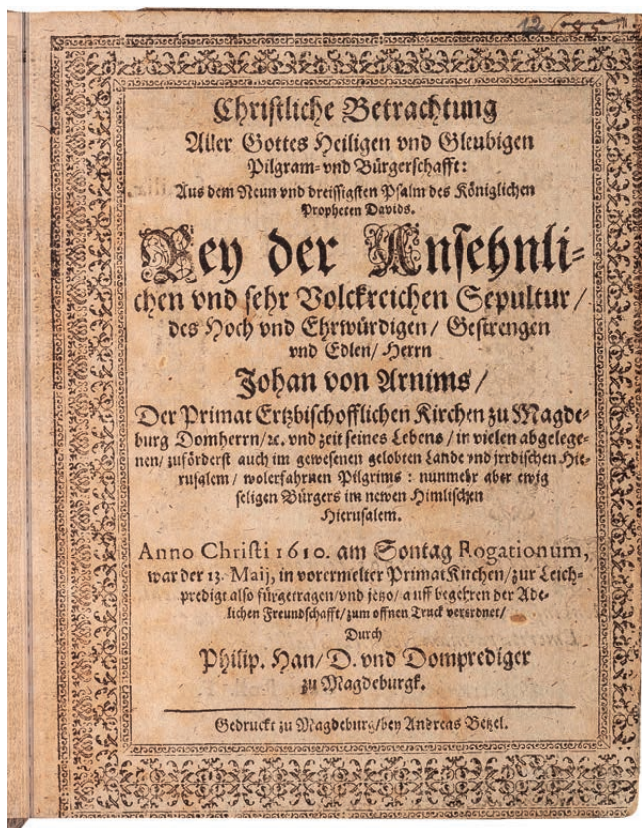 12
Christliche Betrachtung
Aller Gottes Heiligen vnd Gleubigen
Pilgram- vnd Bürgerschafft:
Aus dem Neun vnd dreissigsten Psalm des Königlichen
Propheten Davids.
Bey der Ansehnli-
chen vnd sehr Volckreichen Sepultur/
des Hoch vnd Ehrwürdigen/ Gestrengen
vnd Edlen/ Herrn
Johan von Arnims/
Der Primat Ertzbischofflichen Kirchen zu Magde-
burg Domherrn/ꝛc. vnd zeit seines Lebens/ in vielen abgelege-
nen/ zuförderst auch im gewesenen gelobten Lande vnd jrrdischen Hie-
rusalem/ wolerfahrnen Pilgrims: nunmehr aber ewig
seligen Bürgers im newen Himlischen
Hierusalem.
Anno Christi 1610. am Sontag Rogationum,
war der 13. Maij, in vorermelter Primat Kirchen/ zur Leich-
predigt also fürgetragen/ vnd jetzo/ auff begehren der Ade-
lichen Freundschafft/ zum offnen Truck verordnet/
Durch
Philip. Han/ D. vnd Domprediger
zu Magdeburgk.
Gedruckt zu Magdeburg/ bey Andreas Betzel.